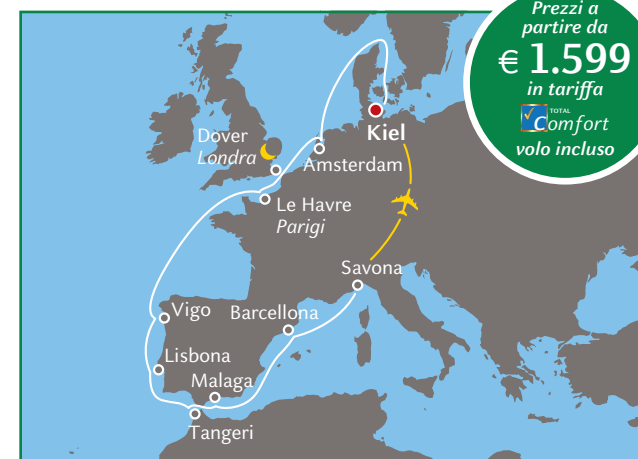 Prezzi a
partire da
€ 1.599
in tariffa
TOTAL
Comfort
volo incluso
Kiel
Dover
Londra
Amsterdam
Le Havre
Parigi
Savona
Vigo
Barcellona
Lisbona
Malaga
Tangeri